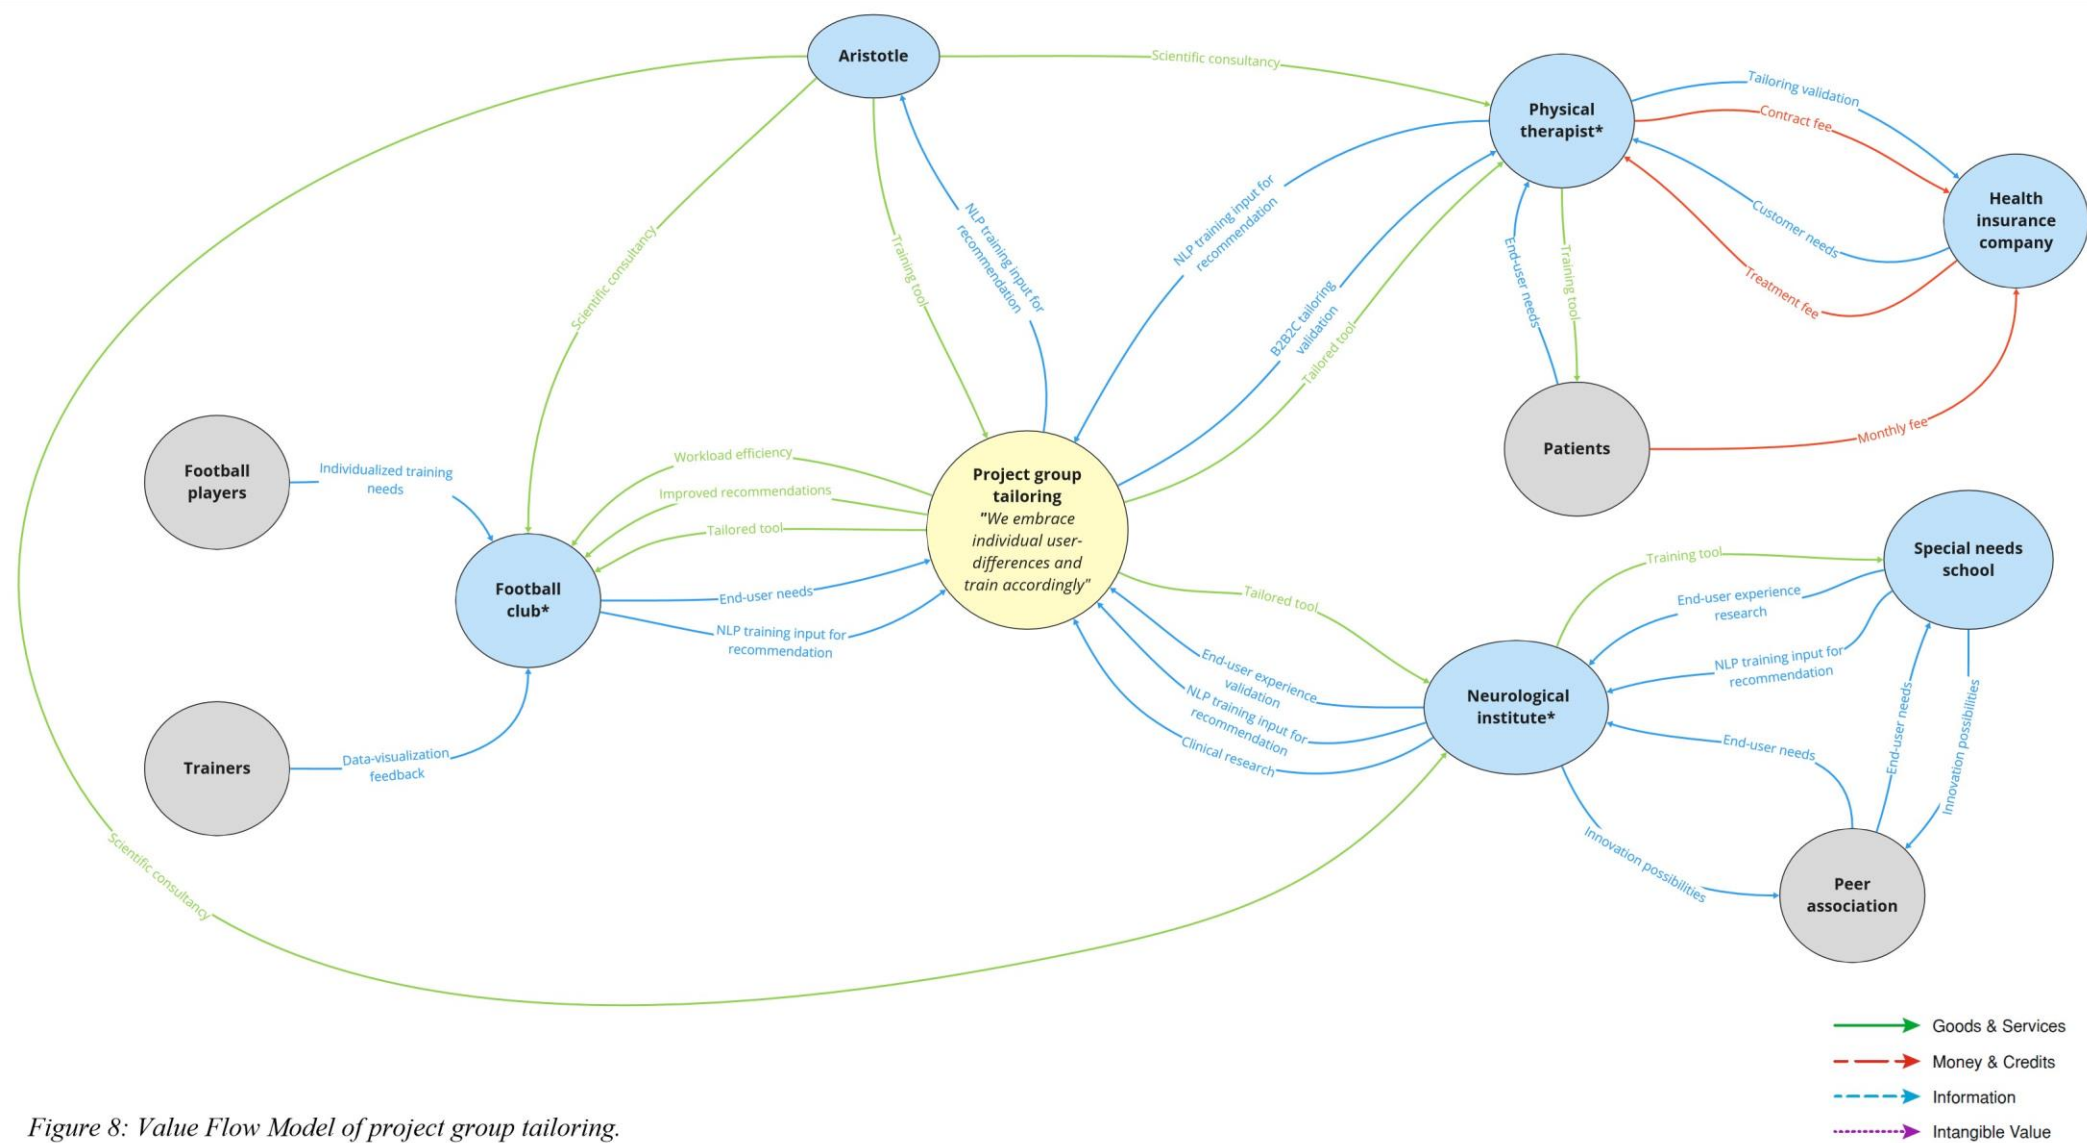 Aristotle
Scientific consultancy
Physical
therapist*
Tailoring validation
Contract fee
Customer needs
Treatment fee
Health
insurance
company
NLP training input for
recommendation
NLP training input for
recommendation
Scientific consultancy
Training tool
B2B2C tailoring
validation
Tailored tool
End-user needs
Training tool
Patients
Monthly fee
Football
players
Individualized training
needs
Workload efficiency
Improved recommendations
Tailored tool
Project group
tailoring
"We embrace
individual user-
differences and
train accordingly"
Football
club*
End-user needs
NLP training input for
recommendation
Tailored tool
Training tool
Special needs
school
End-user experience
research
NLP training input for
recommendation
End-user experience
validation
NLP training input for
recommendation
Clinical research
Neurological
institute*
End-user needs
End-user needs
Innovation possibilities
Trainers
Data-visualization
feedback
Scientific consultancy
Innovation possibilities
Peer
association
Goods & Services
Money & Credits
Information
Intangible Value
Figure 8: Value Flow Model of project group tailoring.